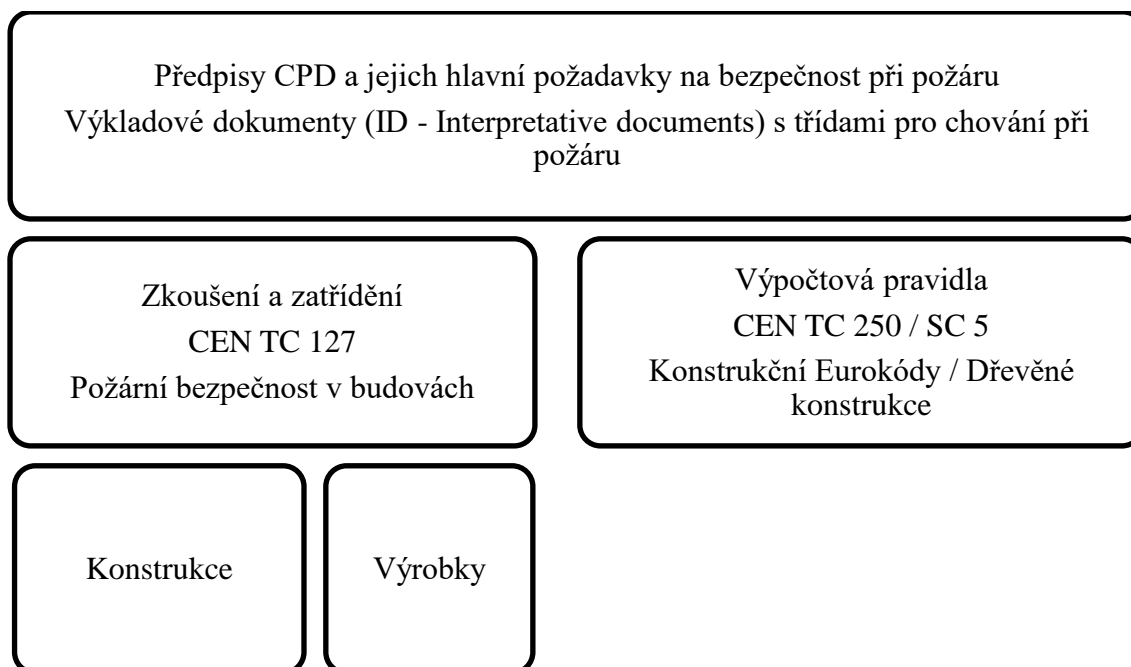 Předpisy CPD a jejich hlavní požadavky na bezpečnost při požáru
Výkladové dokumenty (ID - Interpretative documents) s třídami pro chování při
požáru
Zkoušení a zatřídění
CEN TC 127
Požární bezpečnost v budovách
Výpočtová pravidla
CEN TC 250 / SC 5
Konstrukční Eurokódy / Dřevěné
konstrukce
Konstrukce
Výrobky